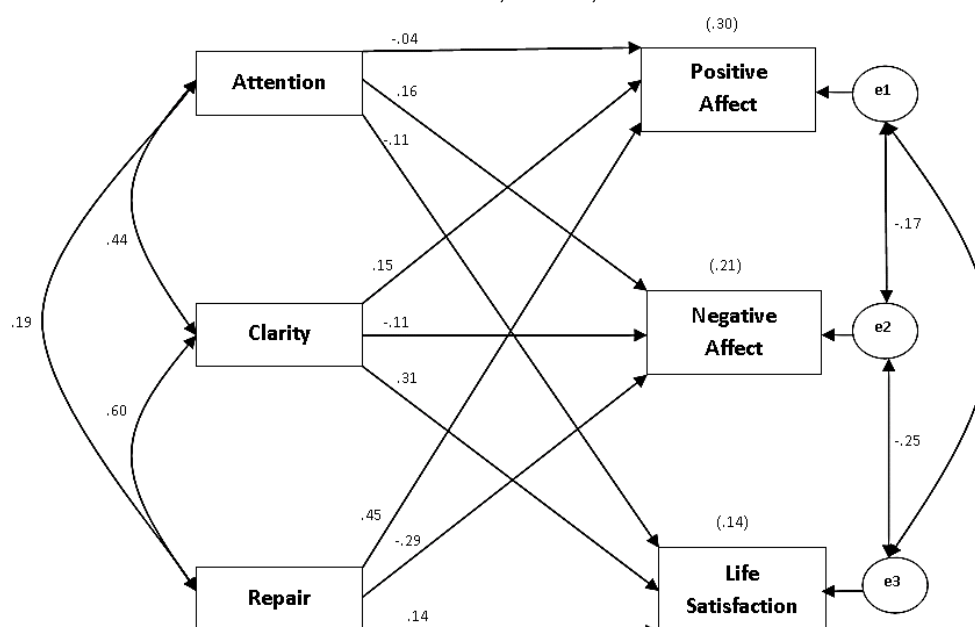 (.30)
-.04
Attention
Positive
Affect
e1
.16
-.11
.44
.15
-.17
(.21)
.19
Clarity
-.11
Negative
Affect
e2
.31
.60
-.25
.45
(.14)
-.29
Repair
Life
Satisfaction
e3
.14